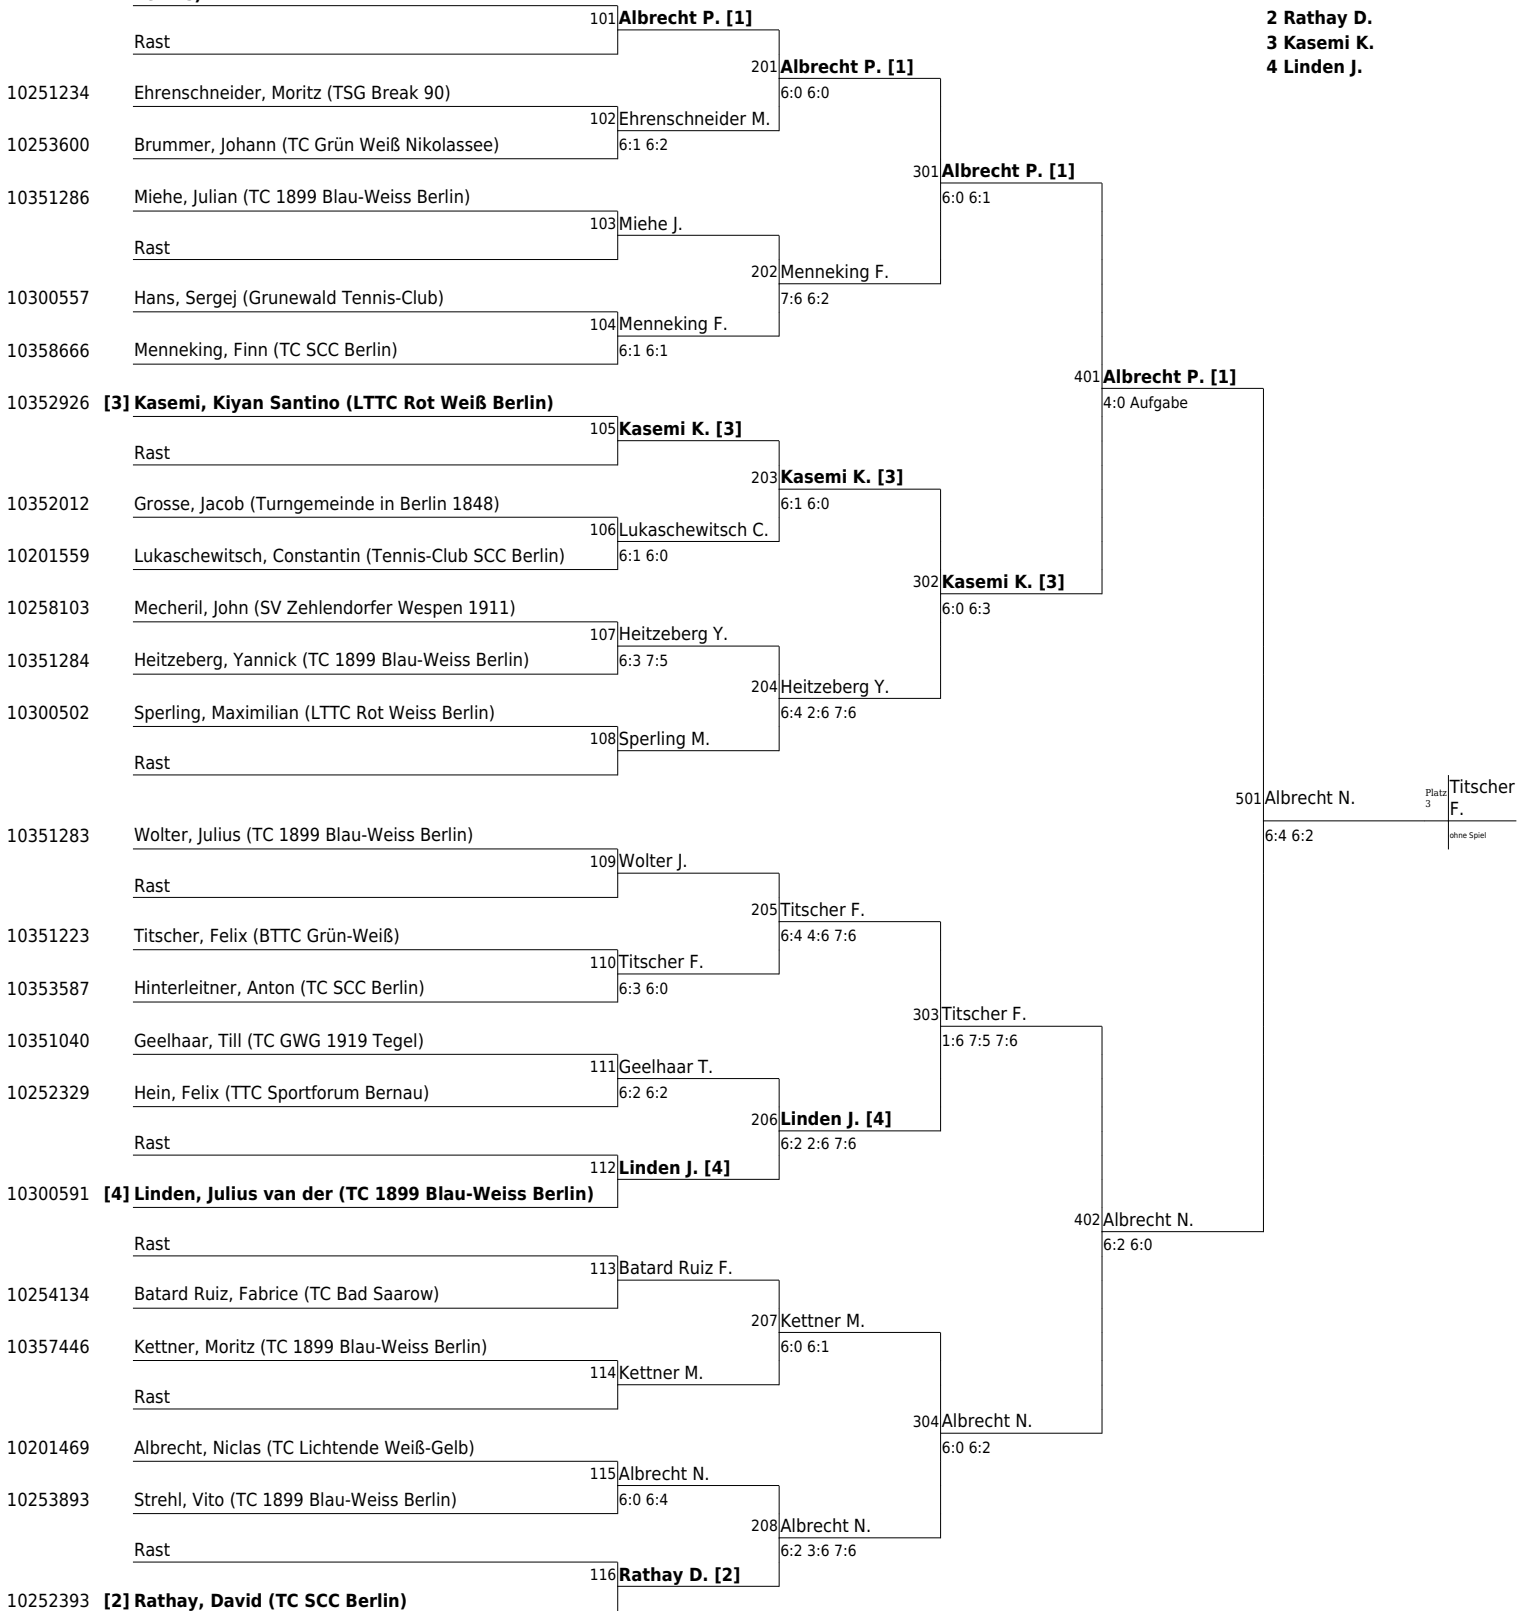 101 Albrecht P. [1]
2 Rathay D.
Rast
3 Kasemi K.
201 Albrecht P. [1]
4 Linden J.
10251234 Ehrenschneider, Moritz (TSG Break 90)
6:0 6:0
102 Ehrenschneider M.
10253600 Brummer, Johann (TC Grün Weiß Nikolassee)
6:1 6:2
301 Albrecht P. [1]
10351286 Miehe, Julian (TC 1899 Blau-Weiss Berlin)
6:0 6:1
103 Miehe J.
Rast
202 Menneking F.
10300557 Hans, Sergej (Grunewald Tennis-Club)
7:6 6:2
104 Menneking F.
10358666 Menneking, Finn (TC SCC Berlin)
6:1 6:1
401 Albrecht P. [1]
10352926 [3] Kasemi, Kiyan Santino (LTTC Rot Weiß Berlin)
4:0 Aufgabe
105 Kasemi K. [3]
Rast
203 Kasemi K. [3]
10352012 Grosse, Jacob (Turngemeinde in Berlin 1848)
6:1 6:0
106 Lukaschewitsch C.
10201559 Lukaschewitsch, Constantin (Tennis-Club SCC Berlin)
6:1 6:0
302 Kasemi K. [3]
10258103 Mecheril, John (SV Zehlendorfer Wespen 1911)
6:0 6:3
107 Heitzeberg Y.
10351284 Heitzeberg, Yannick (TC 1899 Blau-Weiss Berlin)
6:3 7:5
204 Heitzeberg Y.
10300502 Sperling, Maximilian (LTTC Rot Weiss Berlin)
6:4 2:6 7:6
108 Sperling M.
Rast
501 Albrecht N.
Platz 3
Titscher F.
10351283 Wolter, Julius (TC 1899 Blau-Weiss Berlin)
6:4 6:2
ohne Spiel
109 Wolter J.
Rast
205 Titscher F.
10351223 Titscher, Felix (BTTC Grün-Weiß)
6:4 4:6 7:6
110 Titscher F.
10353587 Hinterleitner, Anton (TC SCC Berlin)
6:3 6:0
303 Titscher F.
10351040 Geelhaar, Till (TC GWG 1919 Tegel)
1:6 7:5 7:6
111 Geelhaar T.
10252329 Hein, Felix (TTC Sportforum Bernau)
6:2 6:2
206 Linden J. [4]
Rast
6:2 2:6 7:6
112 Linden J. [4]
10300591 [4] Linden, Julius van der (TC 1899 Blau-Weiss Berlin)
402 Albrecht N.
Rast
6:2 6:0
113 Batard Ruiz F.
10254134 Batard Ruiz, Fabrice (TC Bad Saarow)
207 Kettner M.
10357446 Kettner, Moritz (TC 1899 Blau-Weiss Berlin)
6:0 6:1
114 Kettner M.
Rast
304 Albrecht N.
10201469 Albrecht, Niclas (TC Lichtende Weiß-Gelb)
6:0 6:2
115 Albrecht N.
10253893 Strehl, Vito (TC 1899 Blau-Weiss Berlin)
6:0 6:4
208 Albrecht N.
Rast
6:2 3:6 7:6
116 Rathay D. [2]
10252393 [2] Rathay, David (TC SCC Berlin)